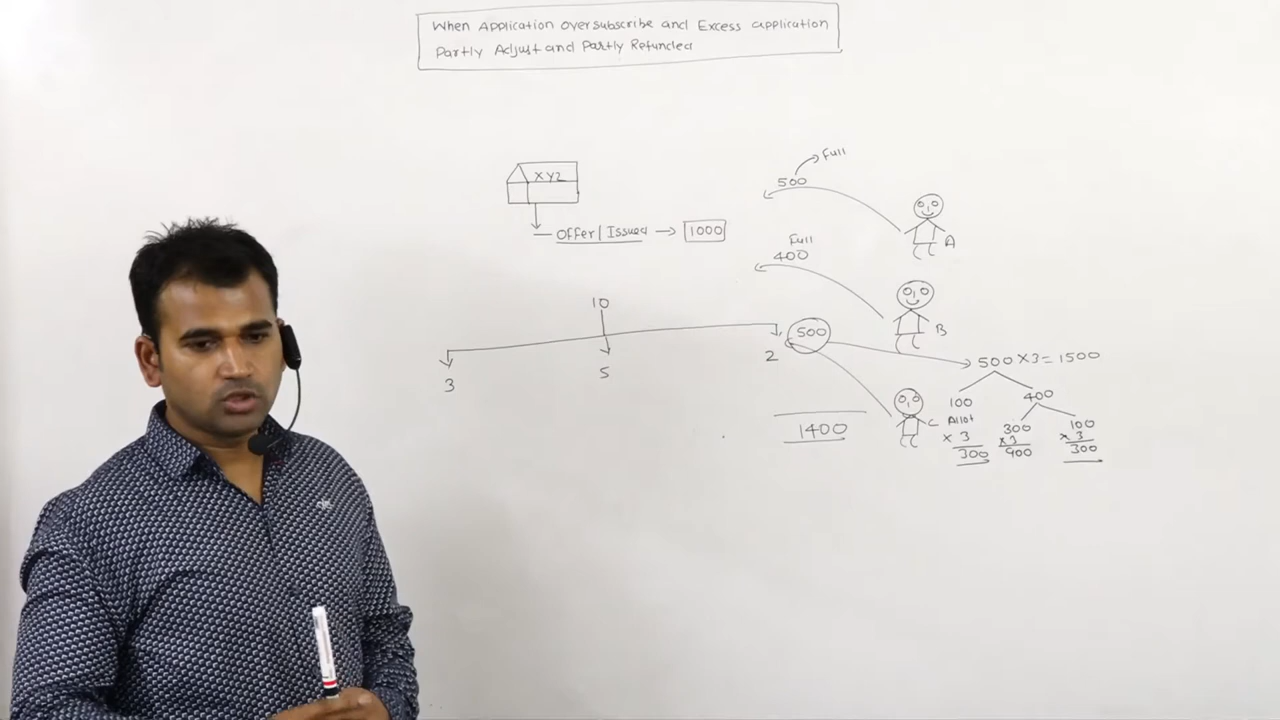 When Application oversubscribe and Excess application
Partly Adjust and Partly Refunded
XYZ
Offer/Issued → 1000
10
3
5
2
Full
500
A
Full
400
B
500
C
1400
500 × 3 = 1500
100
Allot
× 3
300
400
300
×3
900
100
× 3
300